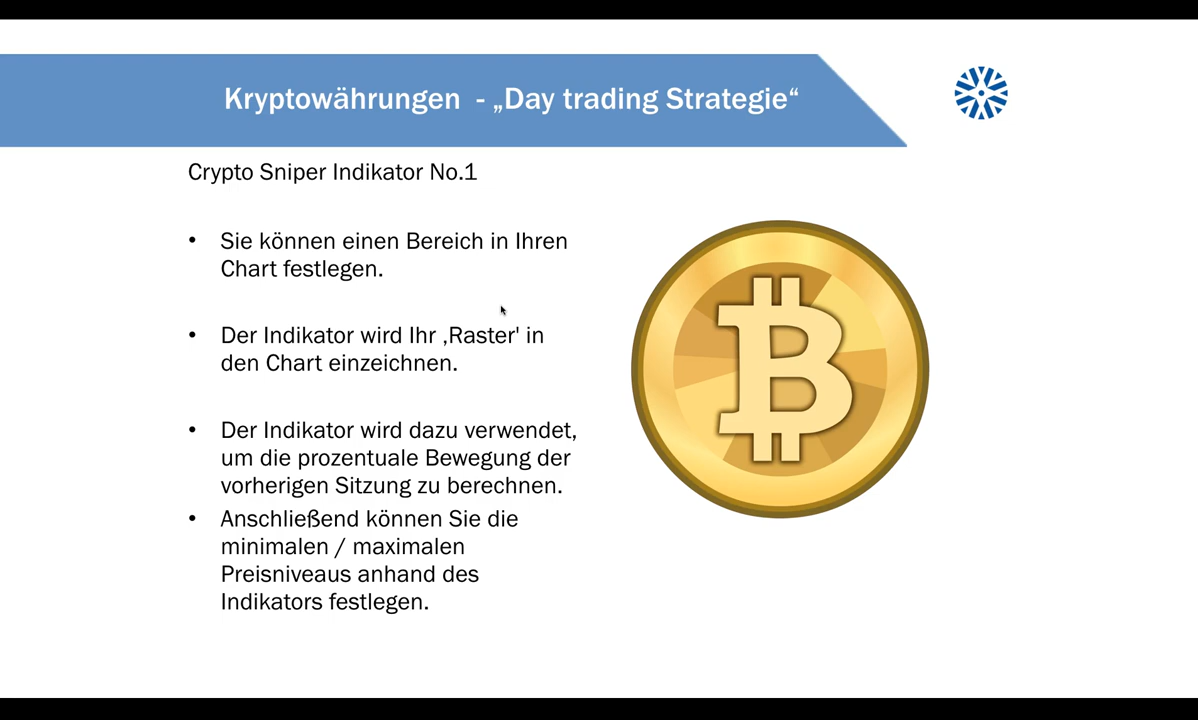 Kryptowährungen  - „Day trading Strategie“
Crypto Sniper Indikator No.1
• Sie können einen Bereich in Ihren
Chart festlegen.
• Der Indikator wird Ihr ‚Raster' in
den Chart einzeichnen.
• Der Indikator wird dazu verwendet,
um die prozentuale Bewegung der
vorherigen Sitzung zu berechnen.
• Anschließend können Sie die
minimalen / maximalen
Preisniveaus anhand des
Indikators festlegen.